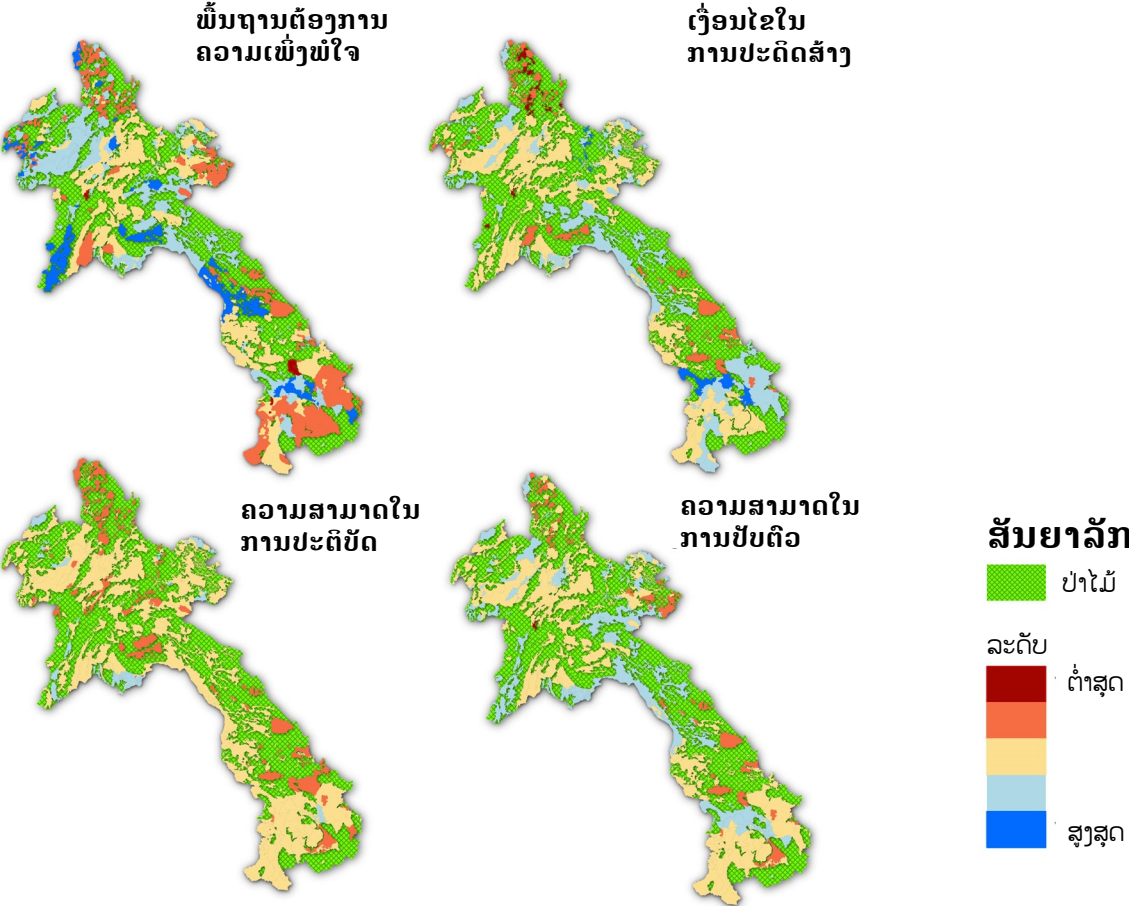 ພື້ນຖານຕ້ອງການ
ຄວາມເພິ່ງພໍໃຈ
ເງື່ອນໄຂໃນ
ການປະດິດສ້າງ
ຄວາມສາມາດໃນ
ການປະຕິບັດ
ຄວາມສາມາດໃນ
ການປັບຕົວ
ສັນຍາລັກ
ປ່າໄມ້
ລະດັບ
ຕ່ຳສຸດ
ສູງສຸດ